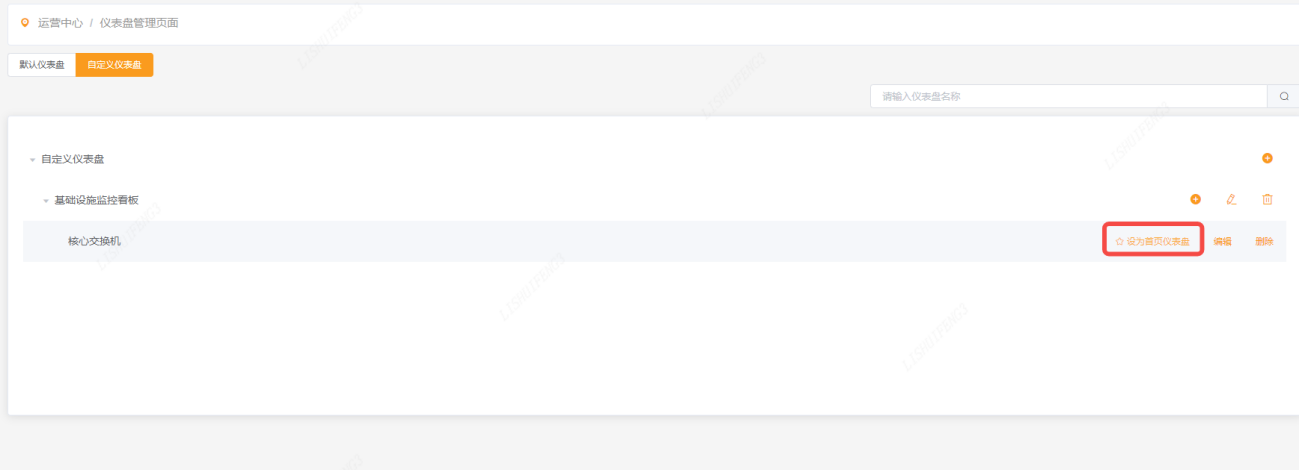 运营中心 / 仪表盘管理页面
默认仪表盘 自定义仪表盘
请输入仪表盘名称
自定义仪表盘
基础设施监控看板
核心交换机 设为首页仪表盘 编辑 删除